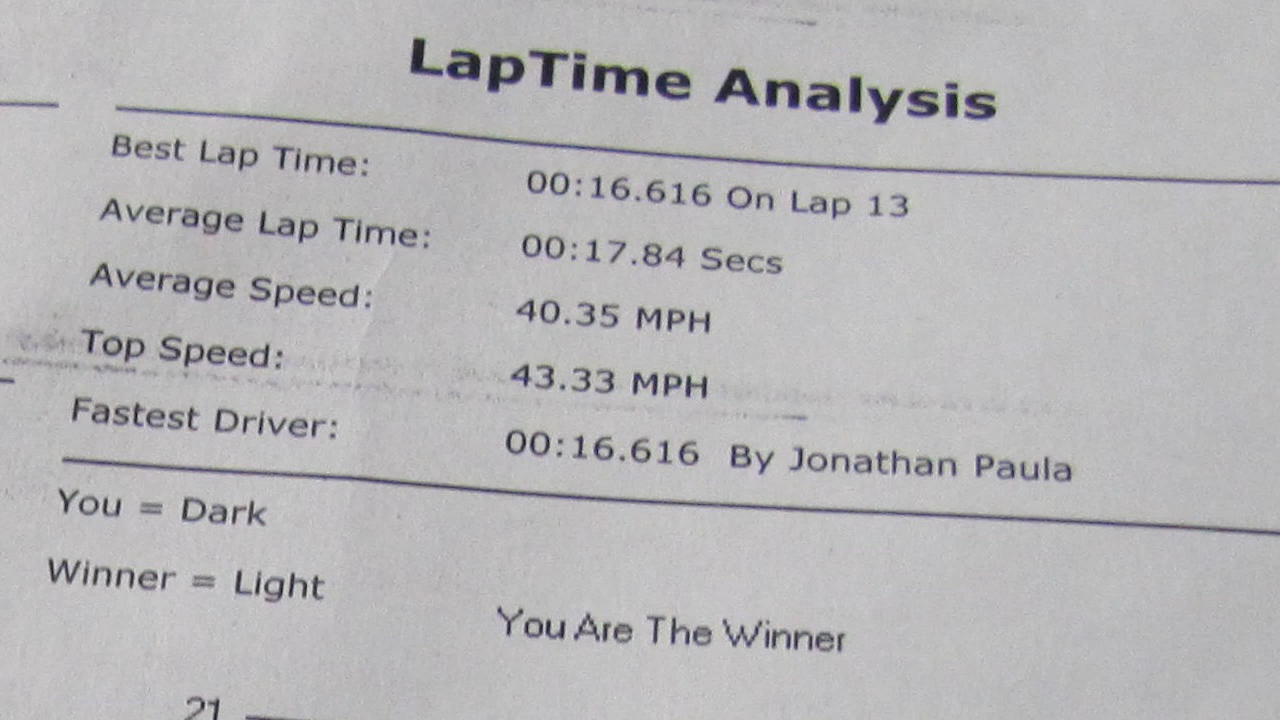 LapTime Analysis
Best Lap Time: 00:16.616 On Lap 13
Average Lap Time: 00:17.84 Secs
Average Speed: 40.35 MPH
Top Speed: 43.33 MPH
Fastest Driver: 00:16.616 By Jonathan Paula
You = Dark
Winner = Light
You Are The Winner
21